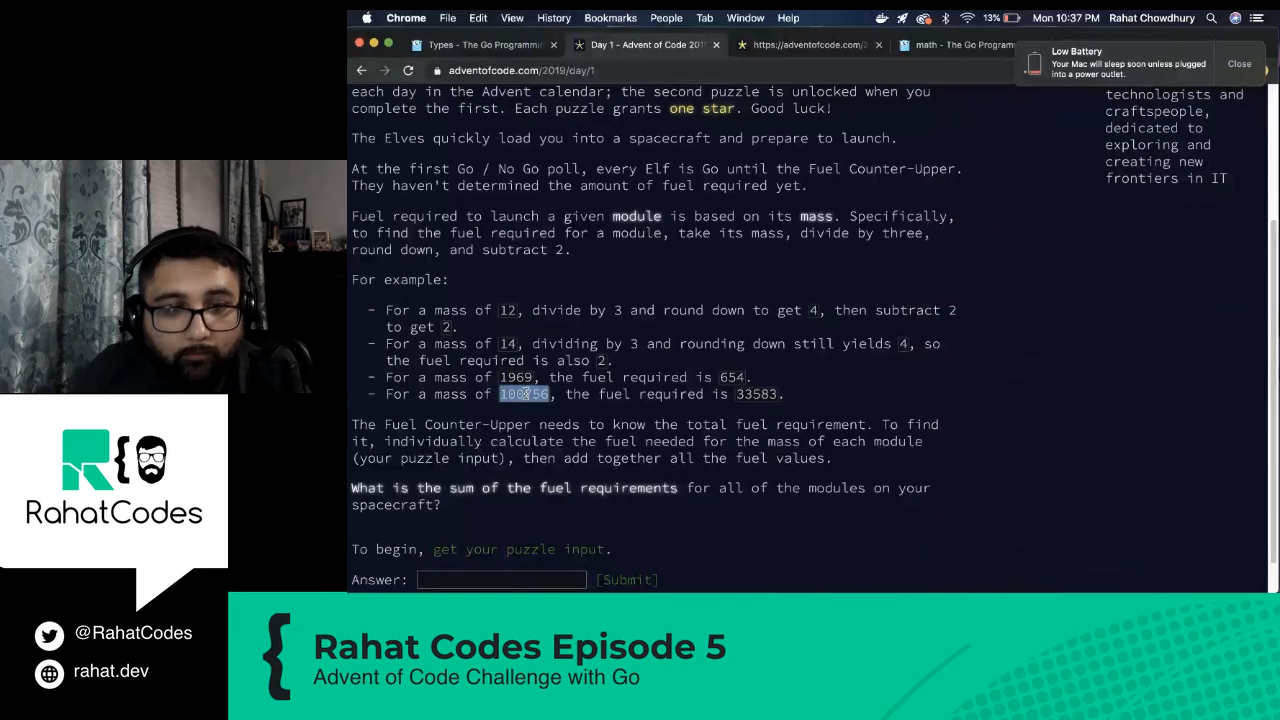 Chrome File Edit View History Bookmarks People Tab Window Help 13% Mon 10:37 PM Rahat Chowdhury
Types - The Go Programmin
Day 1 - Advent of Code 201
https://adventofcode.com/2
math - The Go Programm
adventofcode.com/2019/day/1
Low Battery
Your Mac will sleep soon unless plugged
into a power outlet.
Close
each day in the Advent calendar; the second puzzle is unlocked when you
complete the first. Each puzzle grants one star. Good luck!
The Elves quickly load you into a spacecraft and prepare to launch.
At the first Go / No Go poll, every Elf is Go until the Fuel Counter-Upper.
They haven't determined the amount of fuel required yet.
Fuel required to launch a given module is based on its mass. Specifically,
to find the fuel required for a module, take its mass, divide by three,
round down, and subtract 2.
For example:
- For a mass of 12, divide by 3 and round down to get 4, then subtract 2
to get 2.
- For a mass of 14, dividing by 3 and rounding down still yields 4, so
the fuel required is also 2.
- For a mass of 1969, the fuel required is 654.
- For a mass of 100756, the fuel required is 33583.
The Fuel Counter-Upper needs to know the total fuel requirement. To find
it, individually calculate the fuel needed for the mass of each module
(your puzzle input), then add together all the fuel values.
What is the sum of the fuel requirements for all of the modules on your
spacecraft?
To begin, get your puzzle input.
Answer: [Submit]
technologists and
craftspeople,
dedicated to
exploring and
creating new
frontiers in IT
RahatCodes
@RahatCodes
rahat.dev
Rahat Codes Episode 5
Advent of Code Challenge with Go